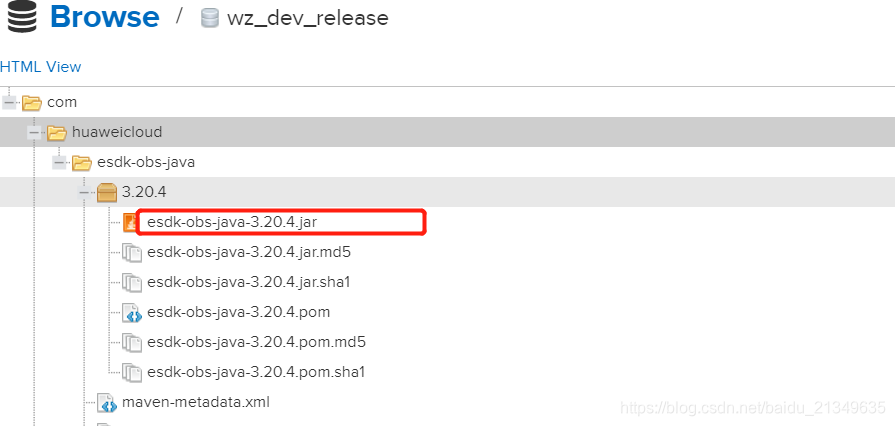 Browse / wz_dev_release
HTML View
com
huaweicloud
esdk-obs-java
3.20.4
esdk-obs-java-3.20.4.jar
esdk-obs-java-3.20.4.jar.md5
esdk-obs-java-3.20.4.jar.sha1
esdk-obs-java-3.20.4.pom
esdk-obs-java-3.20.4.pom.md5
esdk-obs-java-3.20.4.pom.sha1
maven-metadata.xml
https://blog.csdn.net/baidu_21349635